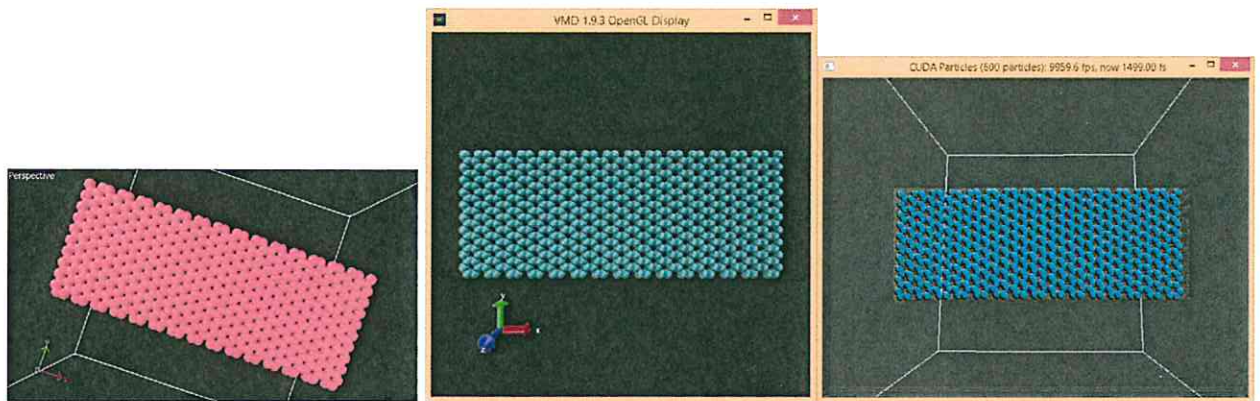 Perspective
VMD 1.9.3 OpenGL Display
CUDA Particles (600 particles): 9959.6 fps, now 1499.00 fs
y
x
z